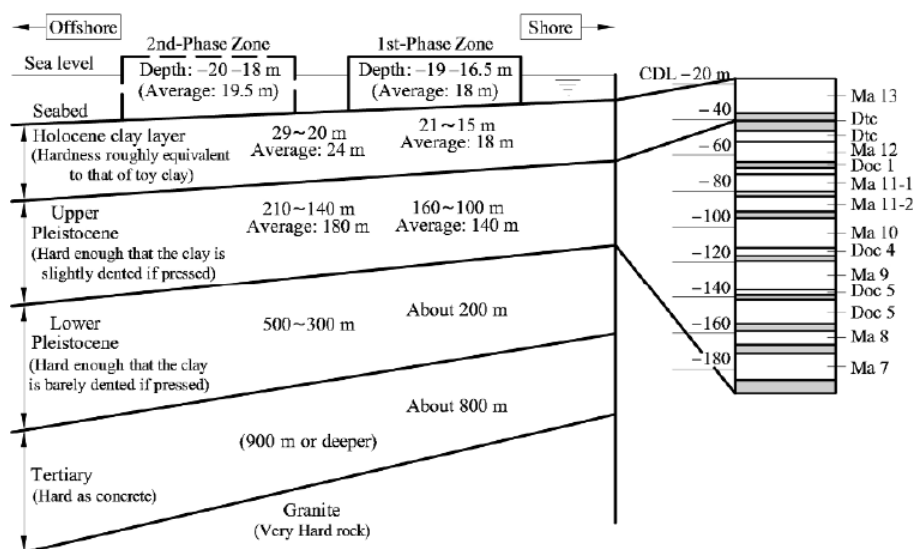 Offshore
2nd-Phase Zone
1st-Phase Zone
Shore
Sea level
Depth: −20 −18 m
(Average: 19.5 m)
Depth: −19 −16.5 m
(Average: 18 m)
Seabed
Holocene clay layer
(Hardness roughly equivalent
to that of toy clay)
29~20 m
Average: 24 m
21~15 m
Average: 18 m
Upper
Pleistocene
(Hard enough that the clay is
slightly dented if pressed)
210~140 m
Average: 180 m
160~100 m
Average: 140 m
Lower
Pleistocene
(Hard enough that the clay
is barely dented if pressed)
500~300 m
About 200 m
About 800 m
(900 m or deeper)
Tertiary
(Hard as concrete)
Granite
(Very Hard rock)
CDL −20 m
−40
−60
−80
−100
−120
−140
−160
−180
Ma 13
Dtc
Dtc
Ma 12
Doc 1
Ma 11-1
Ma 11-2
Ma 10
Doc 4
Ma 9
Doc 5
Doc 5
Ma 8
Ma 7